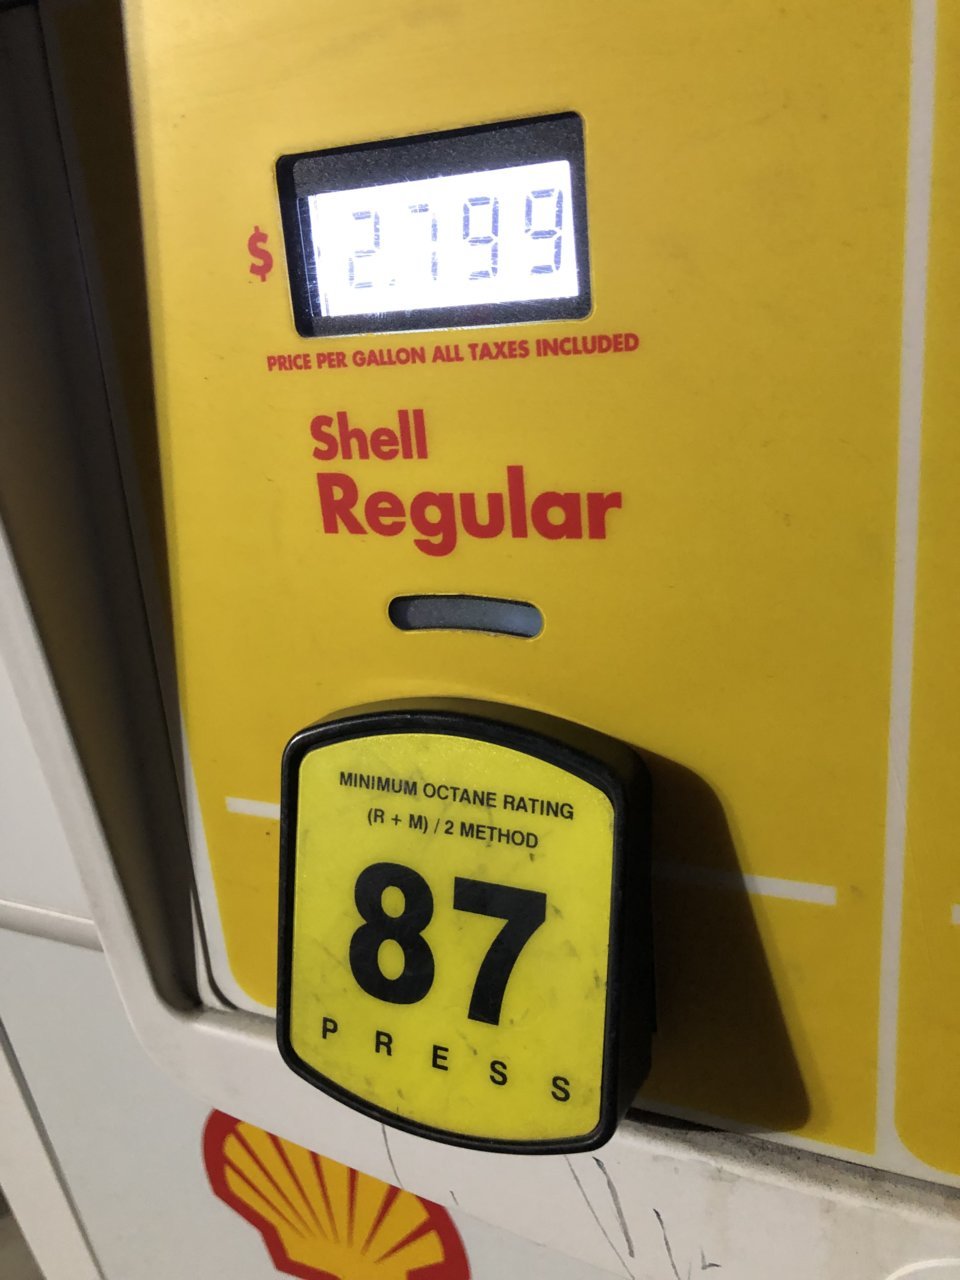 $ 2.799
PRICE PER GALLON ALL TAXES INCLUDED
Shell
Regular
MINIMUM OCTANE RATING
(R + M) / 2 METHOD
87
PRESS